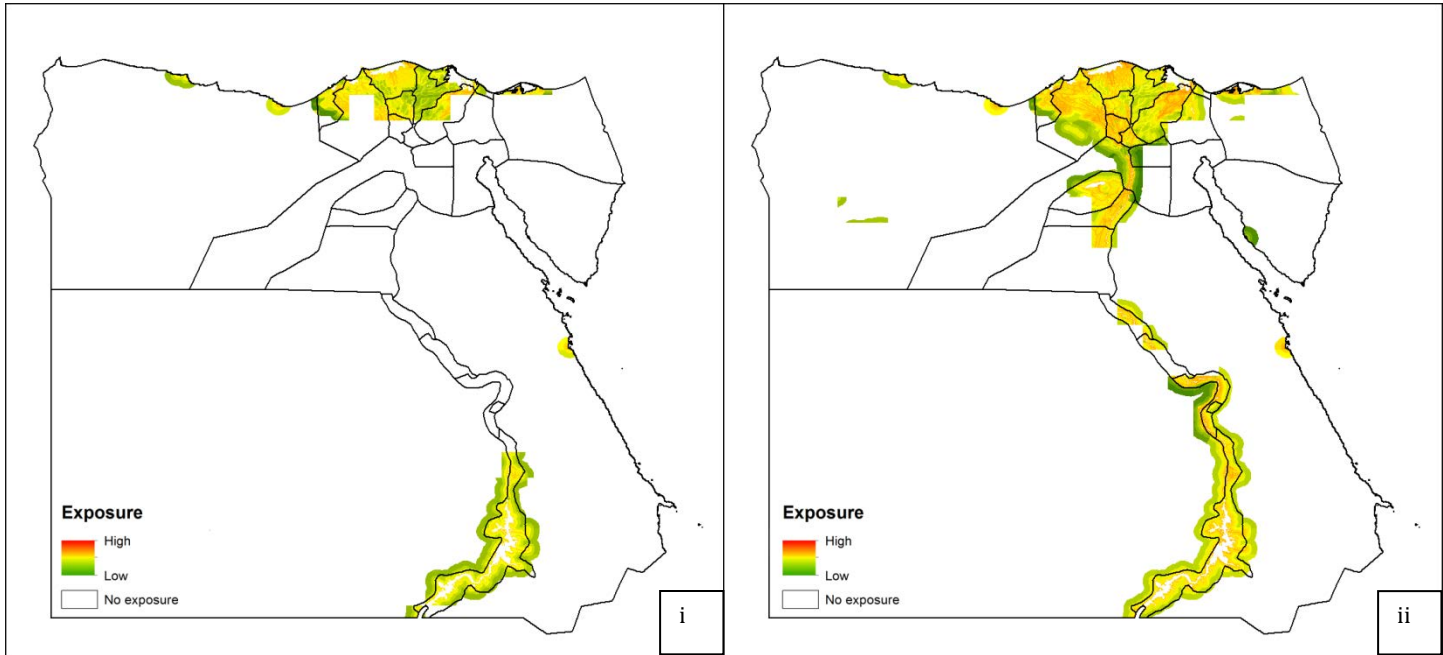 Exposure
High
Low
No exposure
i
Exposure
High
Low
No exposure
ii